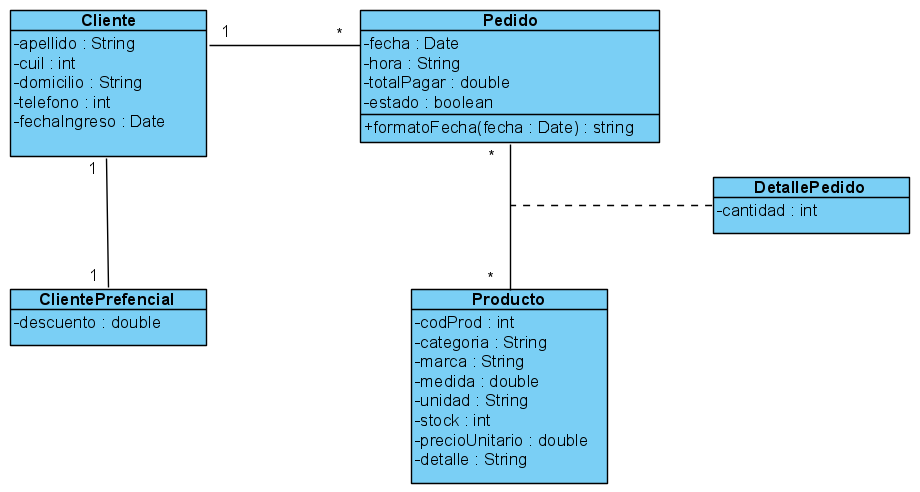 Cliente
-apellido : String
-cuil : int
-domicilio : String
-telefono : int
-fechaIngreso : Date
1
*
Pedido
-fecha : Date
-hora : String
-totalPagar : double
-estado : boolean
+formatoFecha(fecha : Date) : string
1
*
DetallePedido
-cantidad : int
1
*
ClientePrefencial
-descuento : double
Producto
-codProd : int
-categoria : String
-marca : String
-medida : double
-unidad : String
-stock : int
-precioUnitario : double
-detalle : String